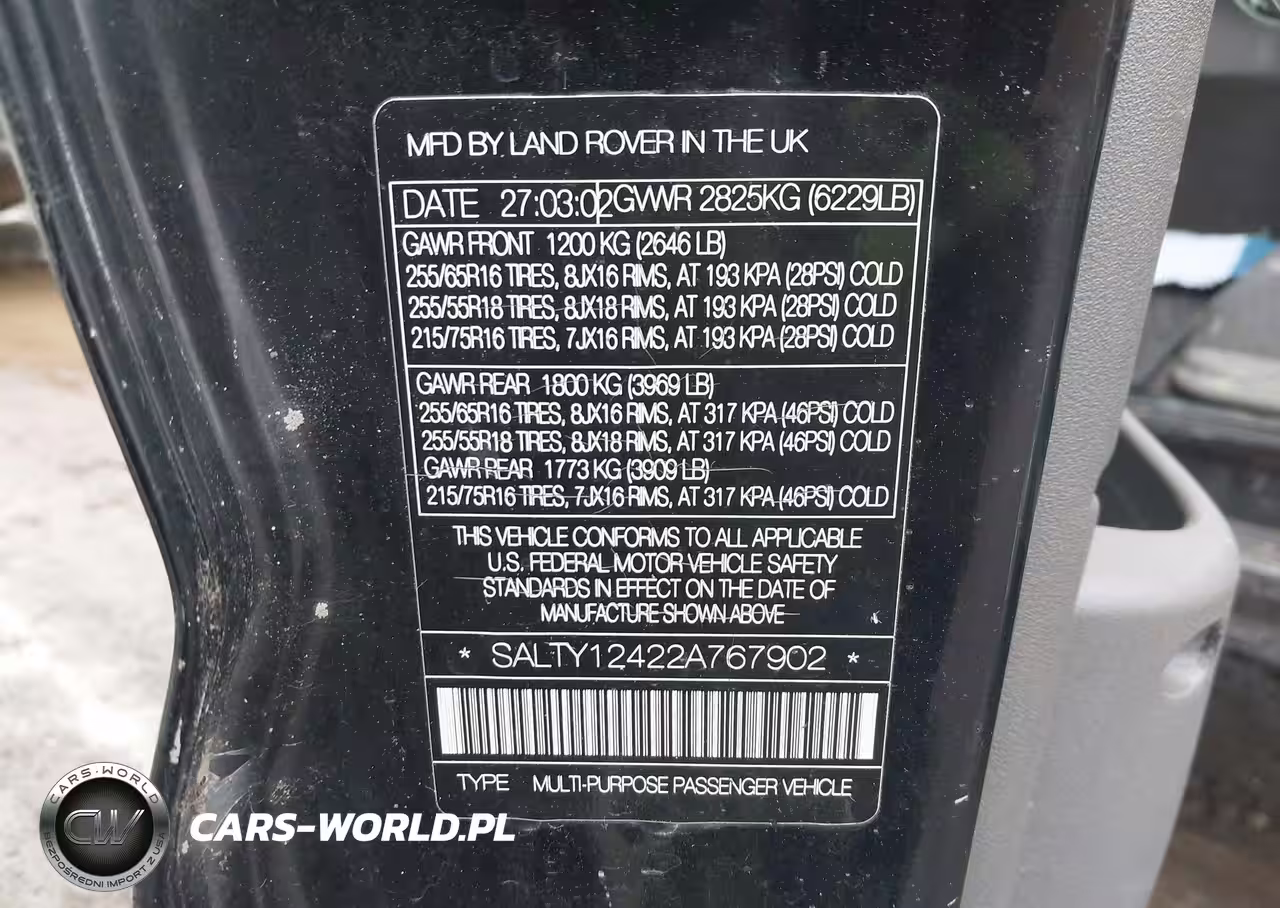 MFD BY LAND ROVER IN THE UK
DATE 27:03:02 GVWR 2825KG (6229LB)
GAWR FRONT 1200 KG (2646 LB)
255/65R16 TIRES, 8JX16 RIMS, AT 193 KPA (28PSI) COLD
255/55R18 TIRES, 8JX18 RIMS, AT 193 KPA (28PSI) COLD
215/75R16 TIRES, 7JX16 RIMS, AT 193 KPA (28PSI) COLD
GAWR REAR 1800 KG (3969 LB)
255/65R16 TIRES, 8JX16 RIMS, AT 317 KPA (46PSI) COLD
255/55R18 TIRES, 8JX18 RIMS, AT 317 KPA (46PSI) COLD
GAWR REAR 1773 KG (3909 LB)
215/75R16 TIRES, 7JX16 RIMS, AT 317 KPA (46PSI) COLD
THIS VEHICLE CONFORMS TO ALL APPLICABLE
U.S. FEDERAL MOTOR VEHICLE SAFETY
STANDARDS IN EFFECT ON THE DATE OF
MANUFACTURE SHOWN ABOVE
* SALTY12422A767902 *
TYPE MULTI-PURPOSE PASSENGER VEHICLE
CARS-WORLD
CW
BEZPOŚREDNI IMPORT Z USA
CARS-WORLD.PL